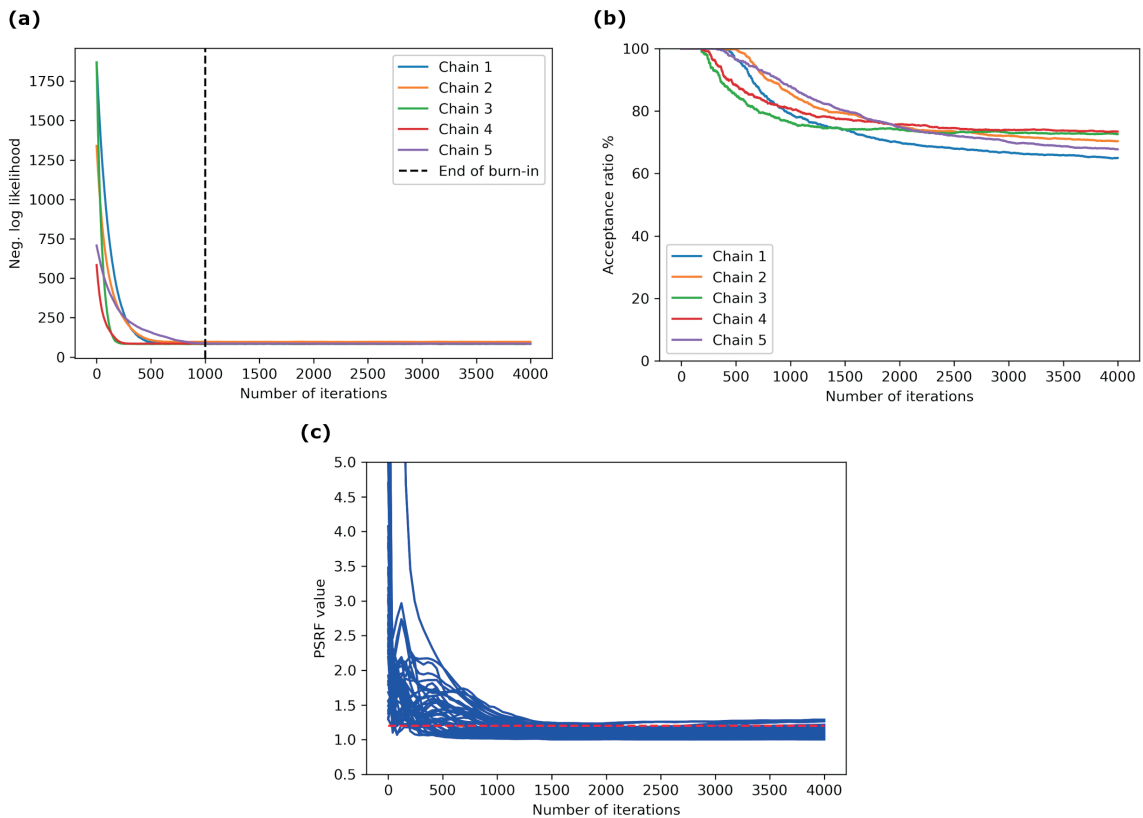 (a)
1750
1500
1250
1000
750
500
250
0
Neg. log likelihood
0 500 1000 1500 2000 2500 3000 3500 4000
Number of iterations
Chain 1
Chain 2
Chain 3
Chain 4
Chain 5
End of burn-in
(b)
100
80
60
40
20
0
Acceptance ratio %
0 500 1000 1500 2000 2500 3000 3500 4000
Number of iterations
Chain 1
Chain 2
Chain 3
Chain 4
Chain 5
(c)
5.0
4.5
4.0
3.5
3.0
2.5
2.0
1.5
1.0
0.5
PSRF value
0 500 1000 1500 2000 2500 3000 3500 4000
Number of iterations